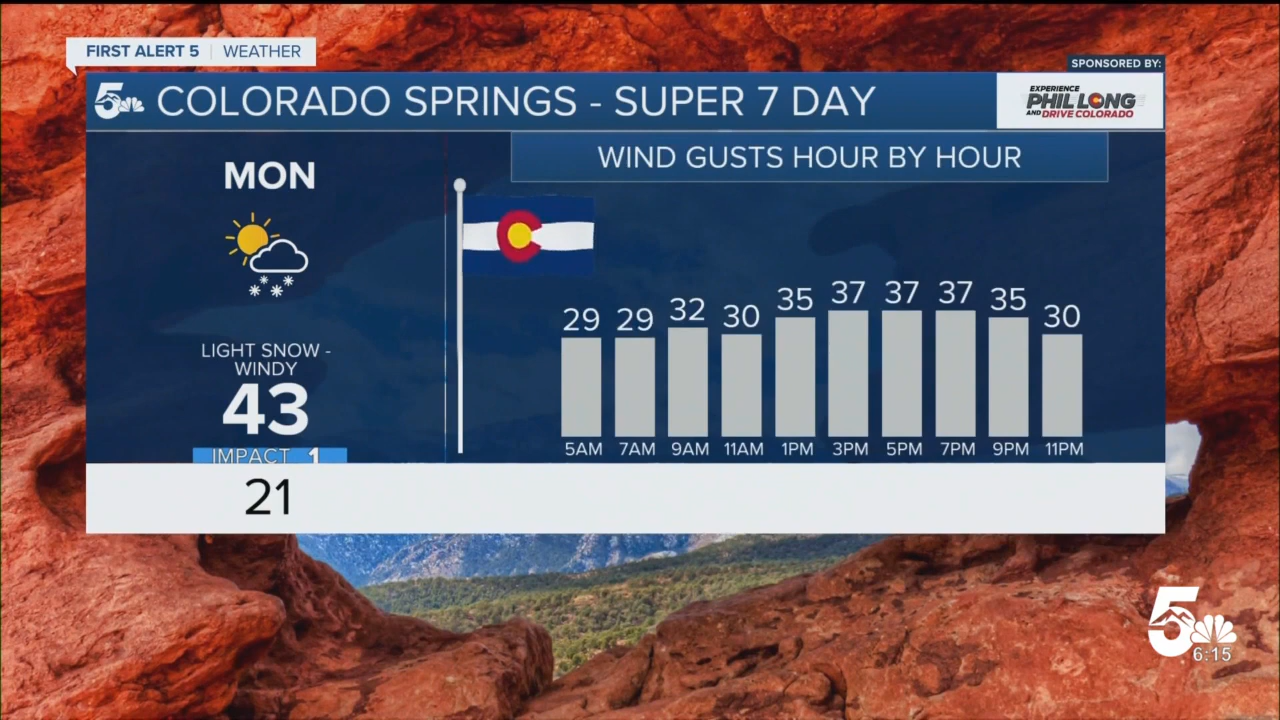 FIRST ALERT 5 | WEATHER
SPONSORED BY:
5 COLORADO SPRINGS - SUPER 7 DAY
EXPERIENCE
PHIL LONG
AND DRIVE COLORADO
MON
WIND GUSTS HOUR BY HOUR
LIGHT SNOW -
WINDY
43
IMPACT 1
21
29 29 32 30 35 37 37 37 35 30
5AM 7AM 9AM 11AM 1PM 3PM 5PM 7PM 9PM 11PM
5
6:15